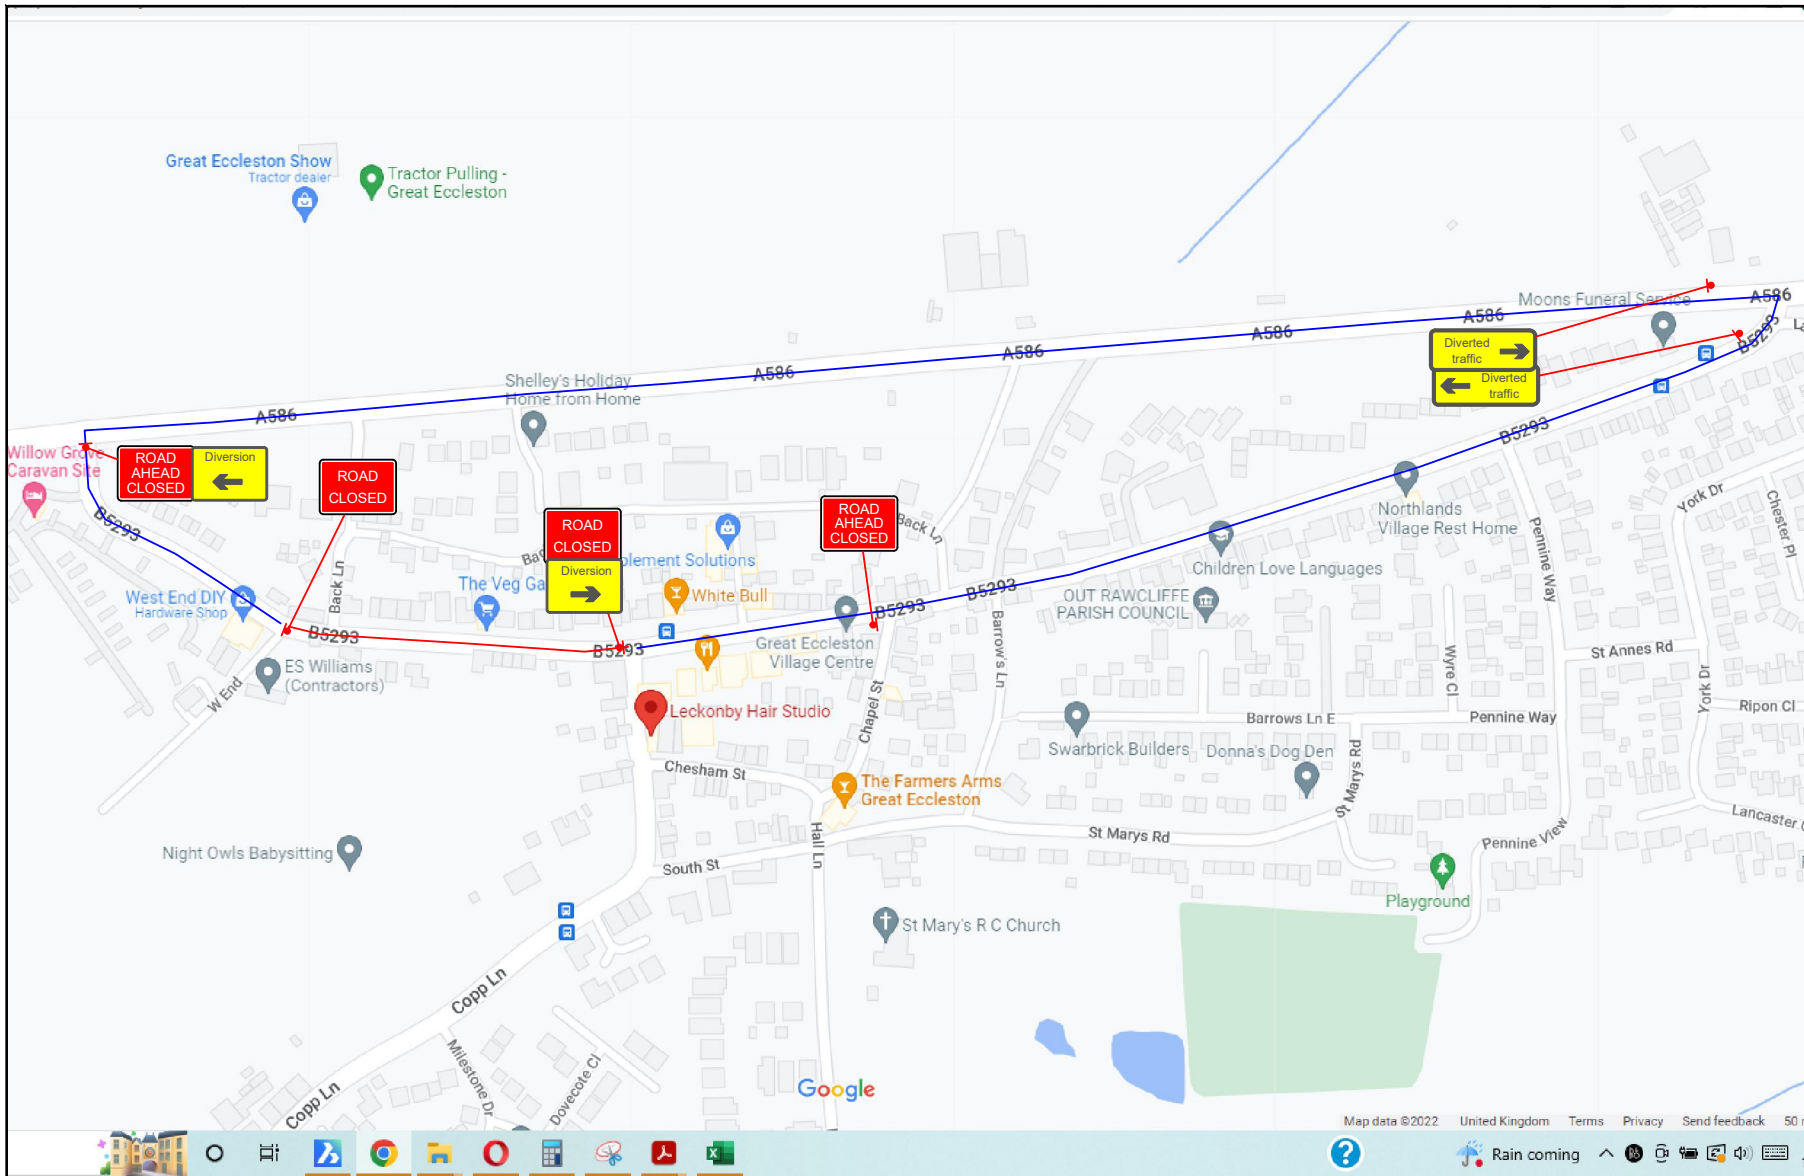 Great Eccleston Show
Tractor dealer
Tractor Pulling -
Great Eccleston
Moons Funeral Service
A586
A586
A586
A586
A586
A586
B5293
Diverted
traffic
Diverted
traffic
Shelley's Holiday
Home from Home
Willow Grove
Caravan Site
ROAD
AHEAD
CLOSED
Diversion
ROAD
CLOSED
ROAD
CLOSED
Diversion
ROAD
AHEAD
CLOSED
B5293
B5293
Back Ln
Northlands
Village Rest Home
York Dr
Chester Pl
Pennine Way
West End DIY
Hardware Shop
Back Ln
The Veg Ga
plement Solutions
White Bull
Children Love Languages
OUT RAWCLIFFE
PARISH COUNCIL
B5293
B5293
B5293
B5293
Great Eccleston
Village Centre
Barrows Ln
ES Williams
(Contractors)
W End
Leckonby Hair Studio
Chapel St
Wyre Cl
St Annes Rd
York Dr
Ripon Cl
Barrows Ln E
Pennine Way
Swarbrick Builders
Donna's Dog Den
Chesham St
The Farmers Arms
Great Eccleston
St Marys Rd
St Marys Rd
Lancaster
Pennine View
Hall Ln
Night Owls Babysitting
South St
Playground
St Mary's R C Church
Copp Ln
Copp Ln
Milestone Dr
Dovecote Cl
Google
Map data ©2022 United Kingdom Terms Privacy Send feedback 50
Rain coming